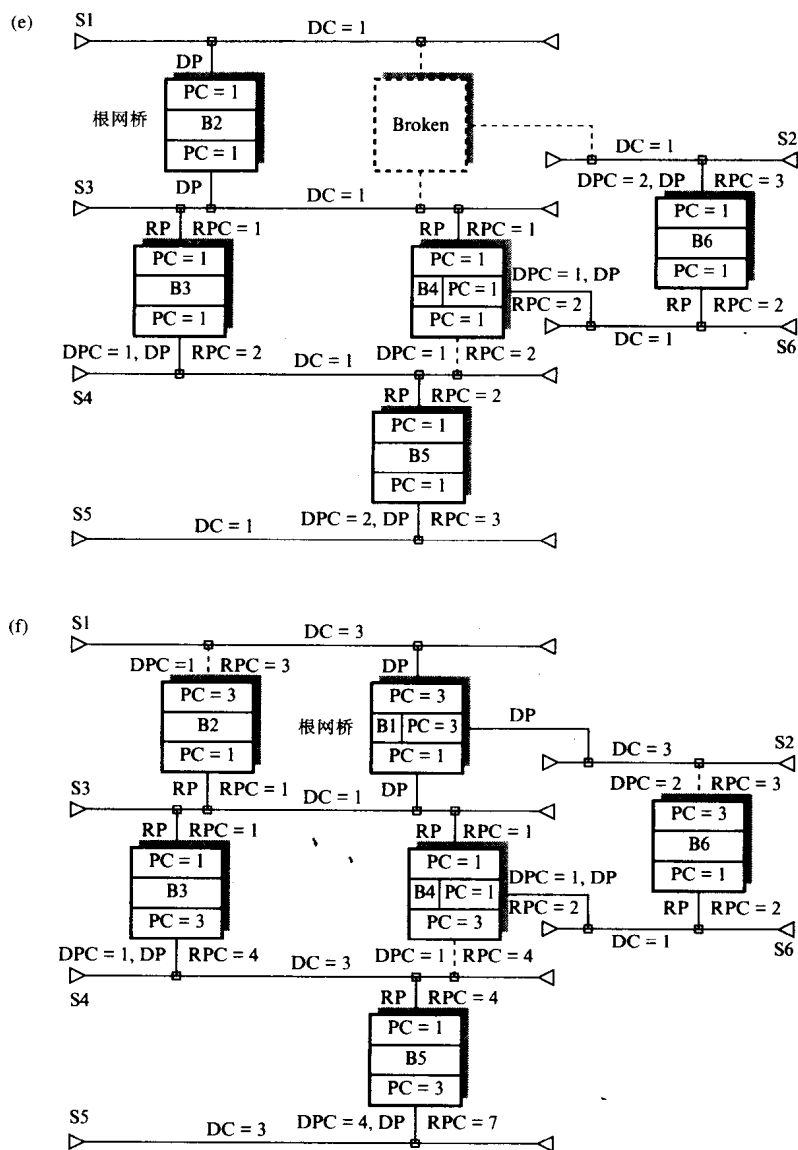 (e)
S1
DC = 1
DP
PC = 1
B2
PC = 1
根网桥
Broken
S2
DC = 1
DP
DPC = 2, DP
RPC = 3
S3
DC = 1
RP
RPC = 1
RP
RPC = 1
PC = 1
B6
PC = 1
PC = 1
B3
PC = 1
PC = 1
B4
PC = 1
PC = 1
DPC = 1, DP
RPC = 2
RP
RPC = 2
DC = 1
S6
DPC = 1, DP
RPC = 2
DC = 1
DPC = 1
RPC = 2
S4
RP
RPC = 2
PC = 1
B5
PC = 1
S5
DC = 1
DPC = 2, DP
RPC = 3
(f)
S1
DC = 3
DPC = 1
RPC = 3
DP
PC = 3
B2
PC = 1
根网桥
PC = 3
B1
PC = 3
PC = 1
DP
S2
DC = 3
RP
RPC = 1
DP
DPC = 2
RPC = 3
S3
DC = 1
RP
RPC = 1
RP
RPC = 1
PC = 3
B6
PC = 1
PC = 1
B3
PC = 3
PC = 1
B4
PC = 1
PC = 3
DPC = 1, DP
RPC = 2
RP
RPC = 2
DC = 1
S6
DPC = 1, DP
RPC = 4
DC = 3
DPC = 1
RPC = 4
S4
RP
RPC = 4
PC = 1
B5
PC = 3
S5
DC = 3
DPC = 4, DP
RPC = 7